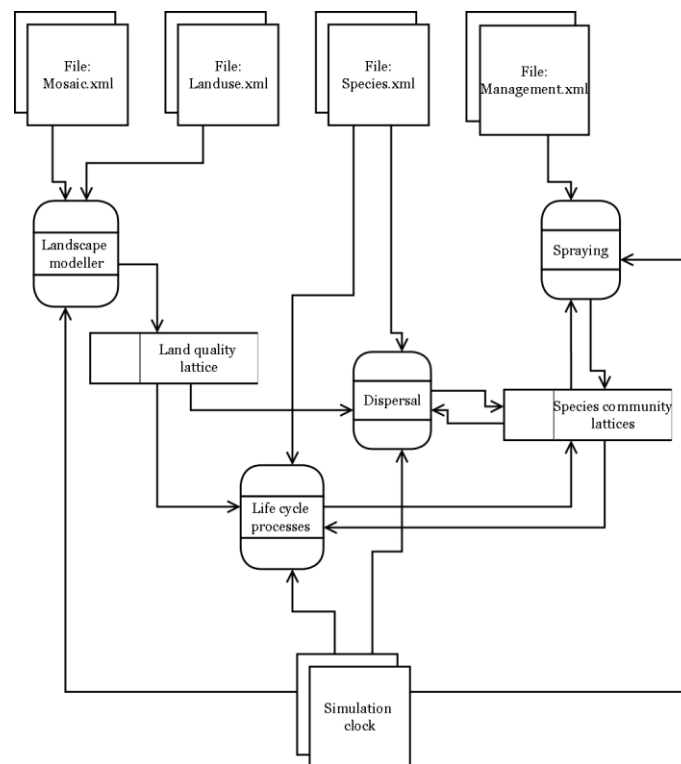 File:
Mosaic.xml
File:
Landuse.xml
File:
Species.xml
File:
Management.xml
Landscape
modeller
Spraying
Land quality
lattice
Dispersal
Species community
lattices
Life cycle
processes
Simulation
clock